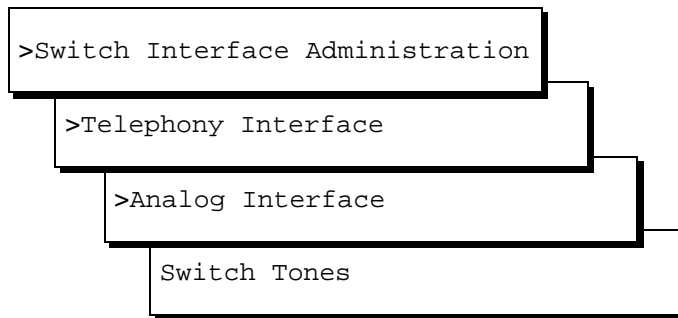 >Switch Interface Administration
>Telephony Interface
>Analog Interface
Switch Tones